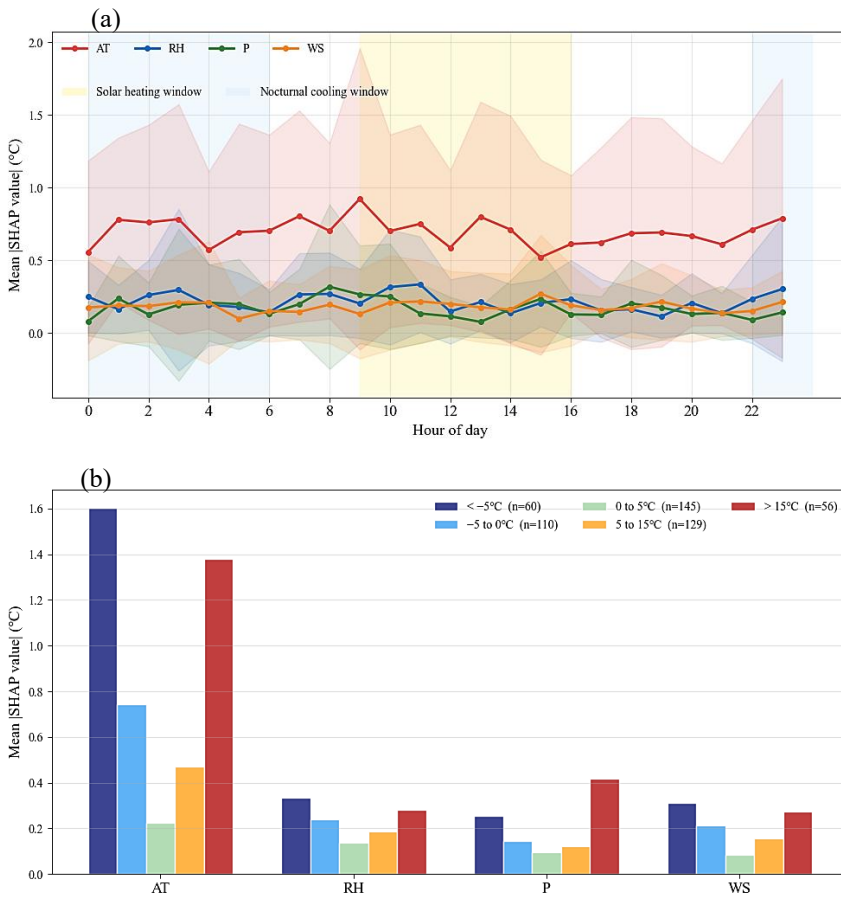 (a)
2.0
1.5
1.0
0.5
0.0
Mean |SHAP value| (°C)
AT RH P WS
Solar heating window Nocturnal cooling window
0 2 4 6 8 10 12 14 16 18 20 22
Hour of day
(b)
1.6
1.4
1.2
1.0
0.8
0.6
0.4
0.2
0.0
Mean |SHAP value| (°C)
< −5°C (n=60) 0 to 5°C (n=145) > 15°C (n=56)
−5 to 0°C (n=110) 5 to 15°C (n=129)
AT RH P WS